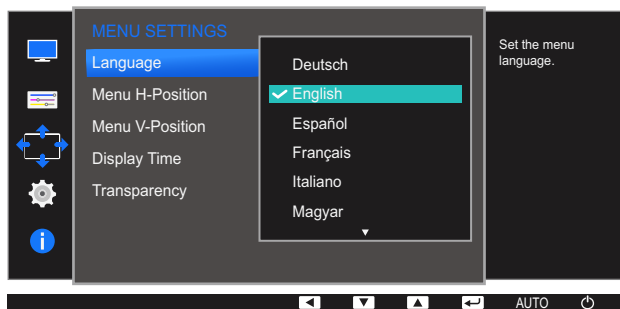 MENU SETTINGS
Language
Menu H-Position
Menu V-Position
Display Time
Transparency
Deutsch
English
Español
Français
Italiano
Magyar
Set the menu
language.
AUTO